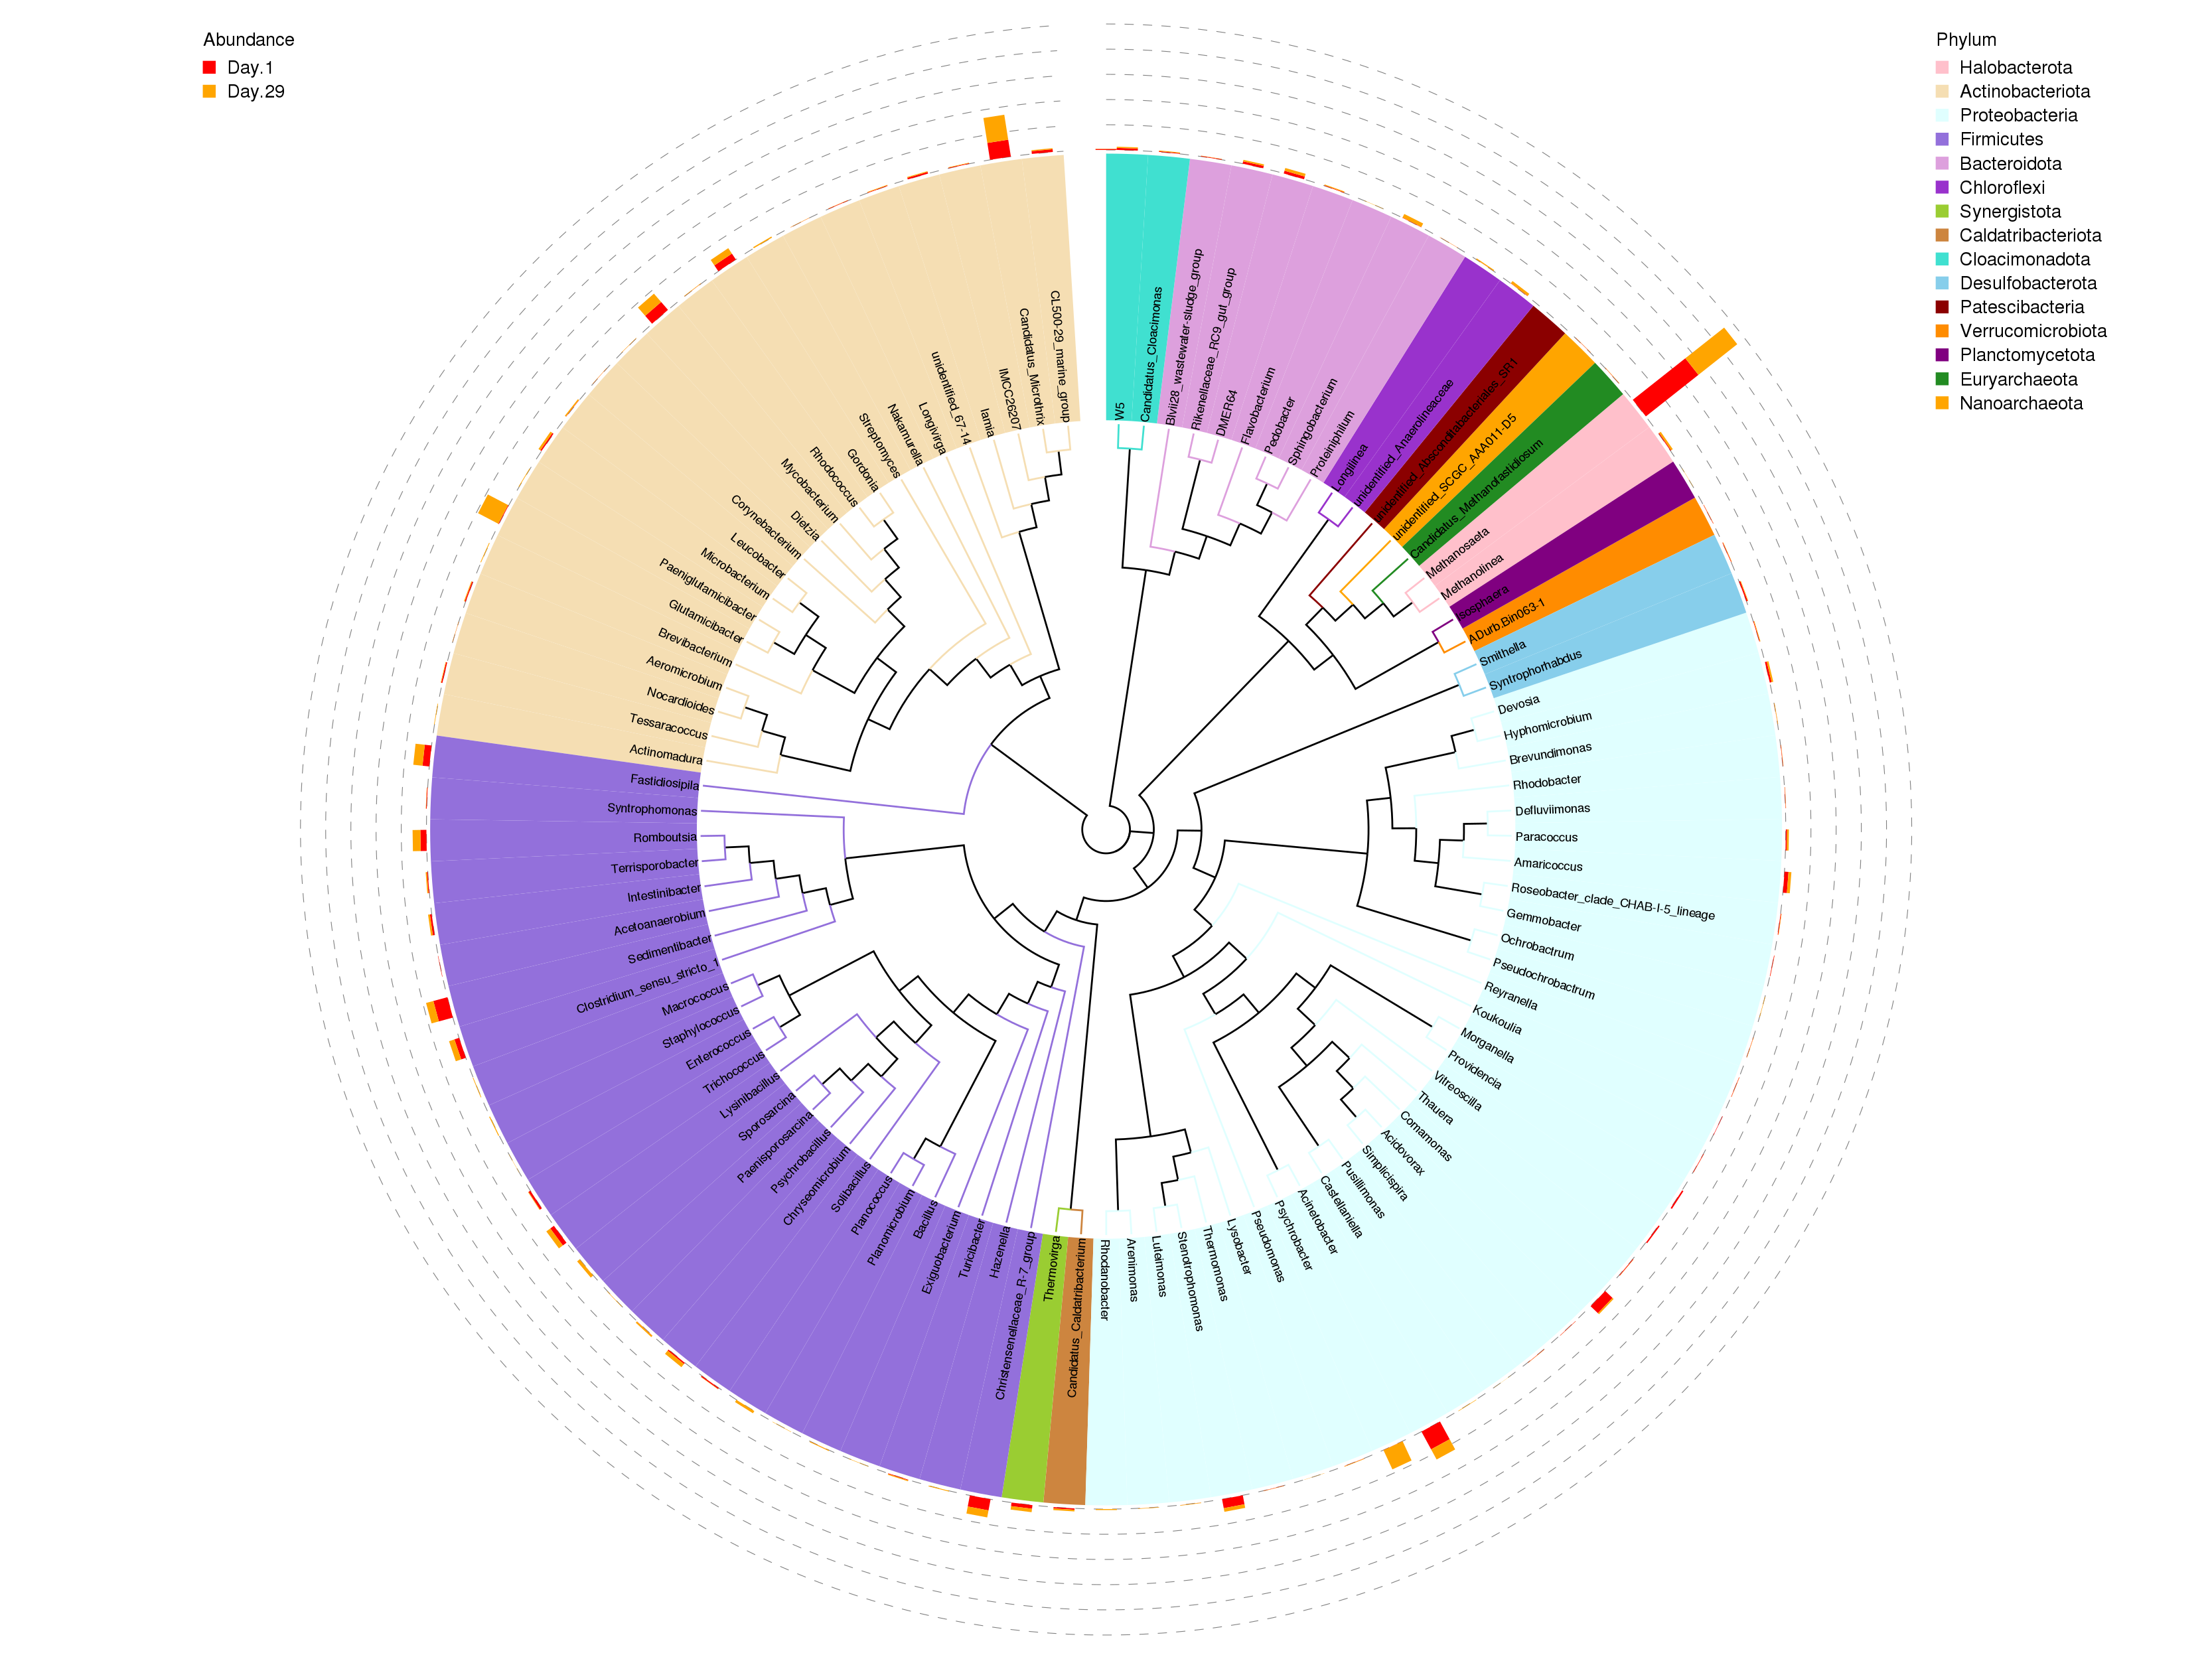 Abundance
Day.1
Day.29
Phylum
Halobacterota
Actinobacteriota
Proteobacteria
Firmicutes
Bacteroidota
Chloroflexi
Synergistota
Caldatribacteriota
Cloacimonadota
Desulfobacterota
Patescibacteria
Verrucomicrobiota
Planctomycetota
Euryarchaeota
Nanoarchaeota
W5
Candidatus_Cloacimonas
Blvii28_wastewater-sludge_group
Rikenellaceae_RC9_gut_group
DMER64
Flavobacterium
Pedobacter
Sphingobacterium
Proteiniphilum
Longilinea
unidentified_Anaerolineaceae
unidentified_Absconditabacteriales_SR1
unidentified_SCGC_AAA011-D5
Candidatus_Methanofastidiosum
Methanosaeta
Methanolinea
Isosphaera
ADurb.Bin063-1
Smithella
Syntrophorhabdus
Devosia
Hyphomicrobium
Brevundimonas
Rhodobacter
Defluviimonas
Paracoccus
Amaricoccus
Roseobacter_clade_CHAB-I-5_lineage
Gemmobacter
Ochrobactrum
Pseudochrobactrum
Reyranella
Koukoulia
Morganella
Providencia
Vitreoscilla
Thauera
Comamonas
Acidovorax
Simplicispira
Pusillimonas
Castellaniella
Acinetobacter
Psychrobacter
Pseudomonas
Lysobacter
Thermomonas
Stenotrophomonas
Luteimonas
Arenimonas
Rhodanobacter
Candidatus_Caldatribacterium
Thermovirga
Christensenellaceae_R-7_group
Hazenella
Turicibacter
Exiguobacterium
Bacillus
Planomicrobium
Planococcus
Solibacillus
Chryseomicrobium
Psychrobacillus
Paenisporosarcina
Sporosarcina
Lysinibacillus
Trichococcus
Enterococcus
Staphylococcus
Macrococcus
Clostridium_sensu_stricto_1
Sedimentibacter
Acetoanaerobium
Intestinibacter
Terrisporobacter
Romboutsia
Syntrophomonas
Fastidiosipila
Actinomadura
Tessaracoccus
Nocardioides
Aeromicrobium
Brevibacterium
Glutamicibacter
Paeniglutamicibacter
Microbacterium
Leucobacter
Corynebacterium
Dietzia
Mycobacterium
Rhodococcus
Gordonia
Streptomyces
Nakamurella
Longivirga
unidentified_67-14
Iamia
IMCC26207
Candidatus_Microthrix
CL500-29_marine_group